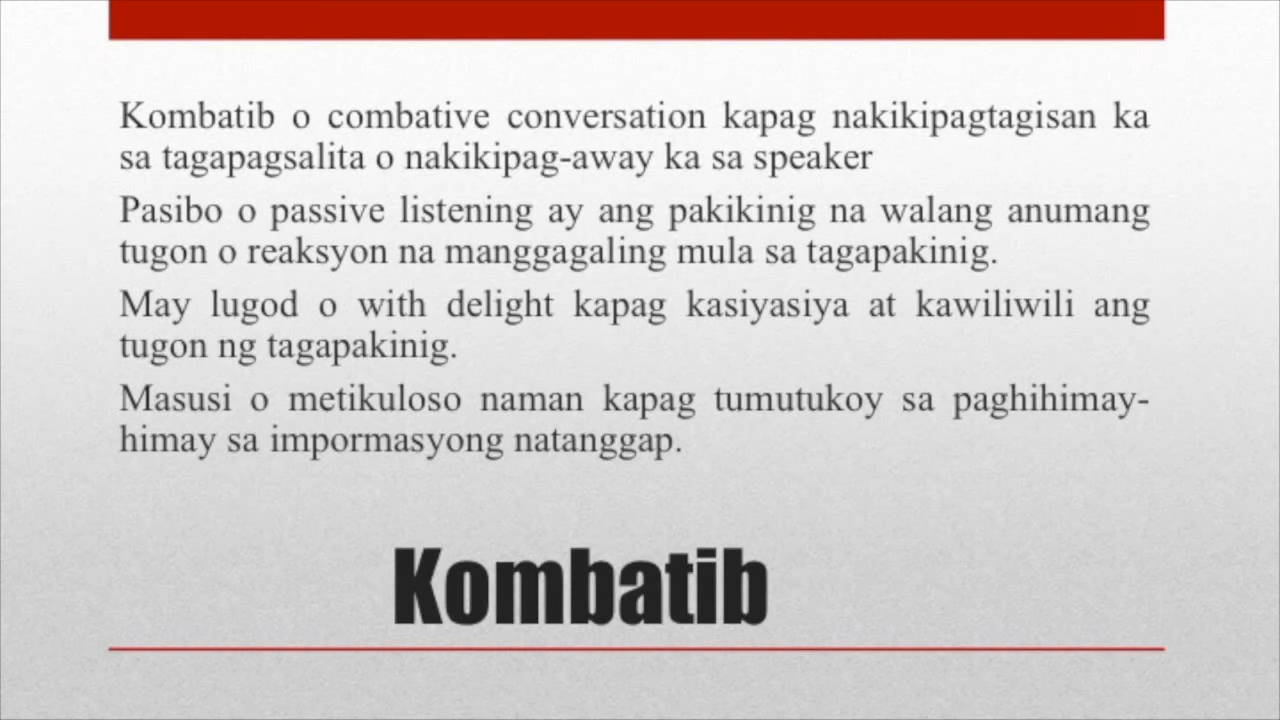 Kombatib o combative conversation kapag nakikipagtagisan ka
sa tagapagsalita o nakikipag-away ka sa speaker
Pasibo o passive listening ay ang pakikinig na walang anumang
tugon o reaksyon na manggagaling mula sa tagapakinig.
May lugod o with delight kapag kasiyasiya at kawiliwili ang
tugon ng tagapakinig.
Masusi o metikuloso naman kapag tumutukoy sa paghihimay-
himay sa impormasyong natanggap.
Kombatib